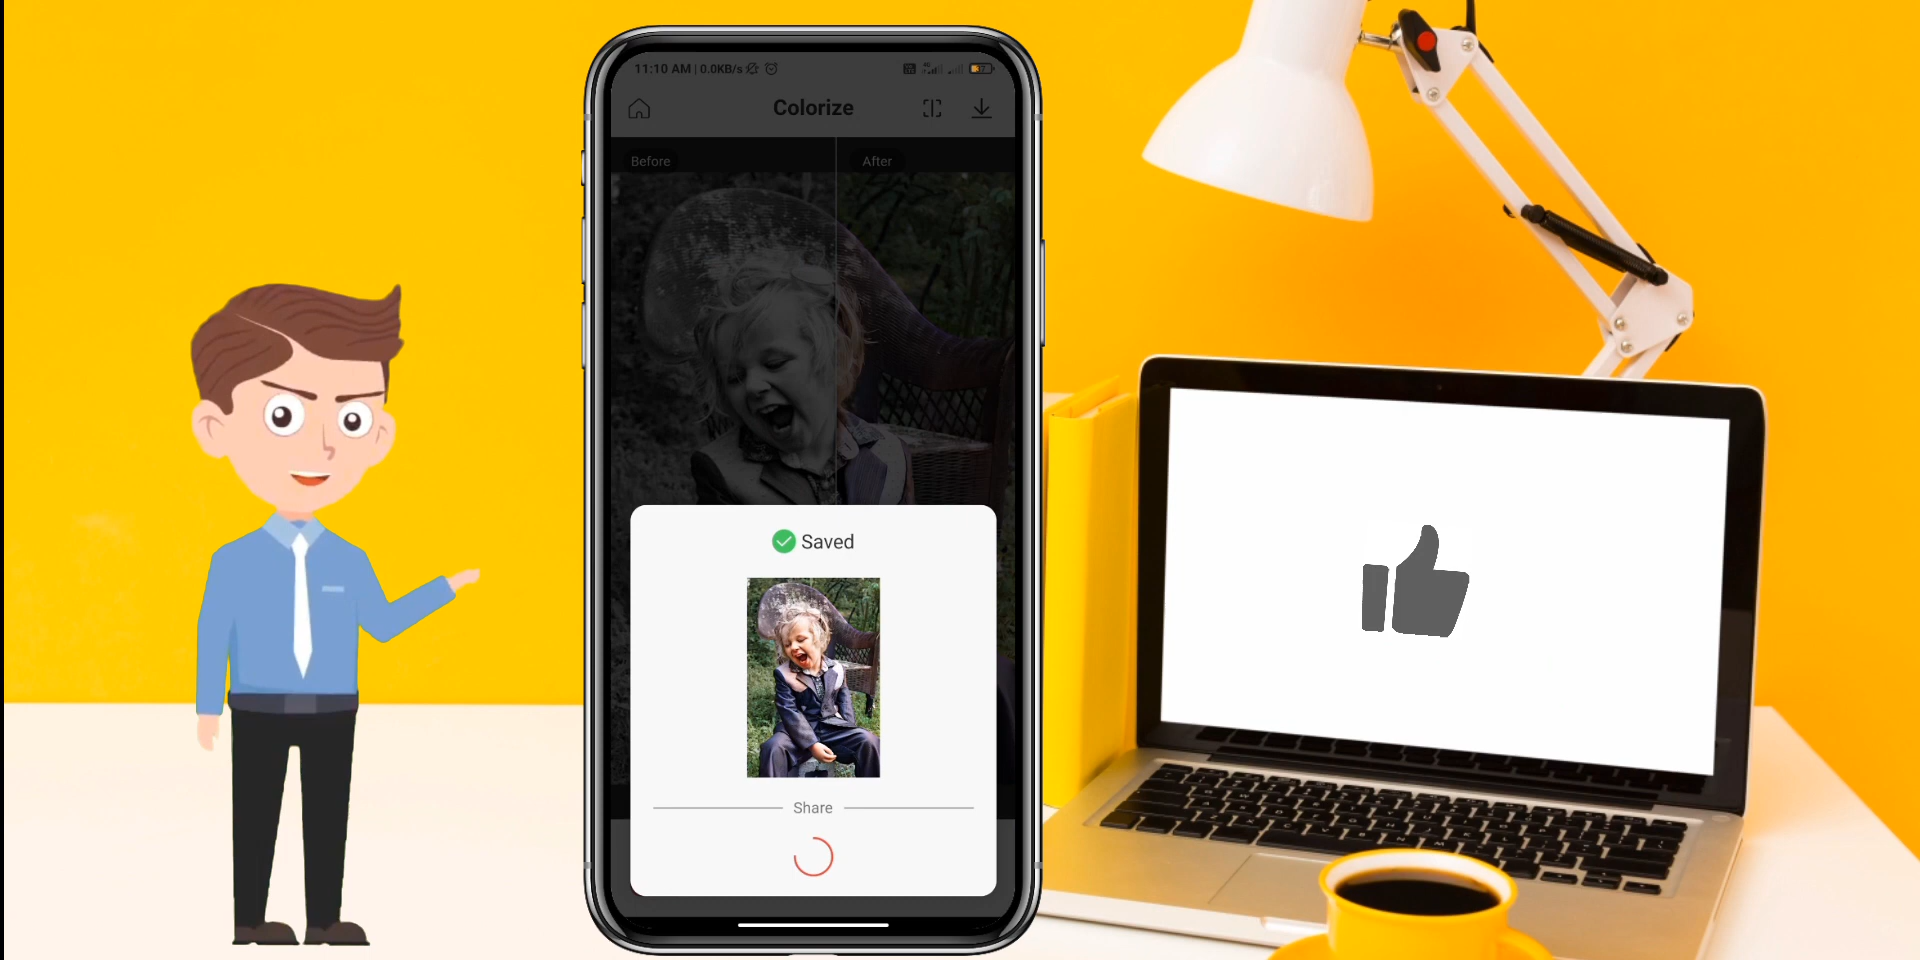 11:10 AM | 0.0KB/s
Colorize
Before
After
Saved
Share